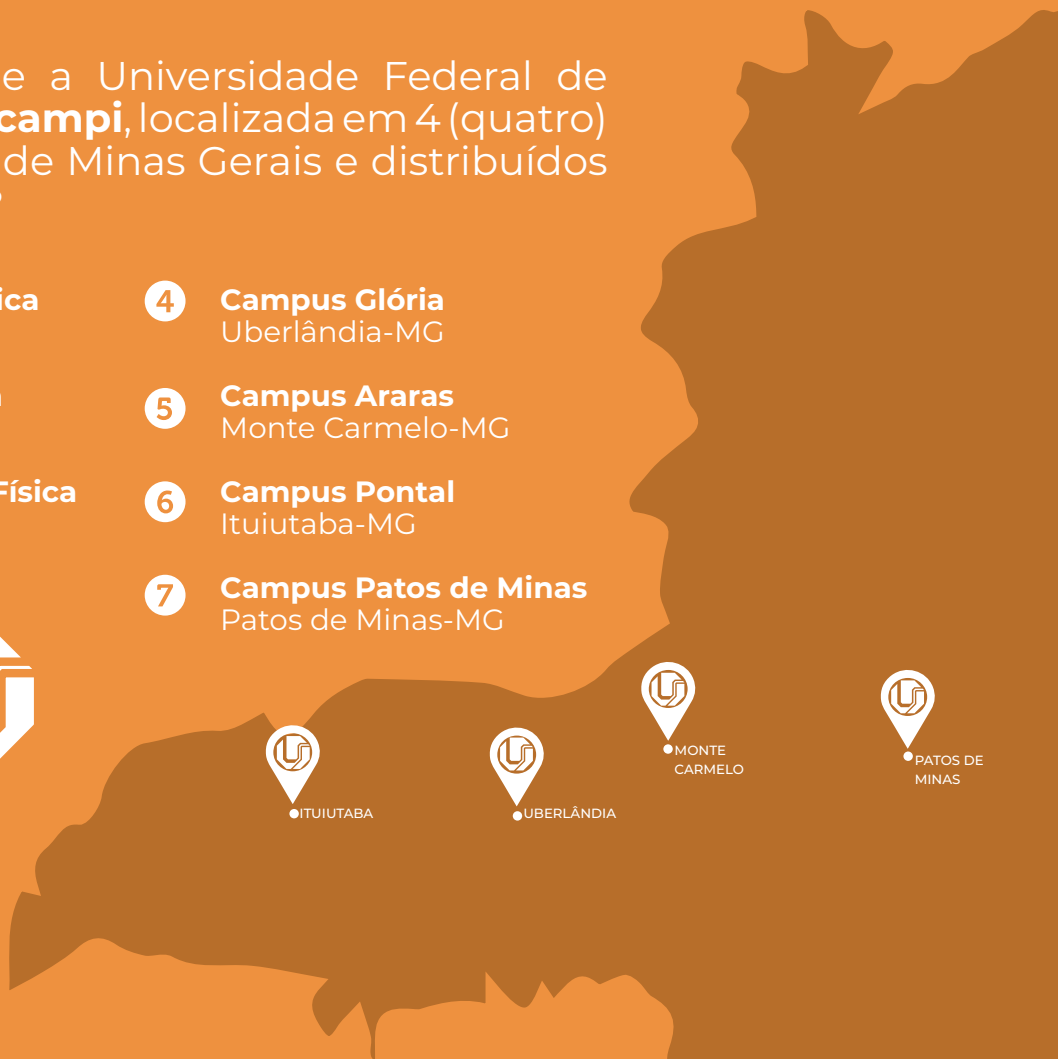 e a Universidade Federal de
campi, localizada em 4 (quatro)
de Minas Gerais e distribuídos
ica
4 Campus Glória
Uberlândia-MG
5 Campus Araras
Monte Carmelo-MG
Física
6 Campus Pontal
Ituiutaba-MG
7 Campus Patos de Minas
Patos de Minas-MG
MONTE
CARMELO
PATOS DE
MINAS
ITUIUTABA
UBERLÂNDIA